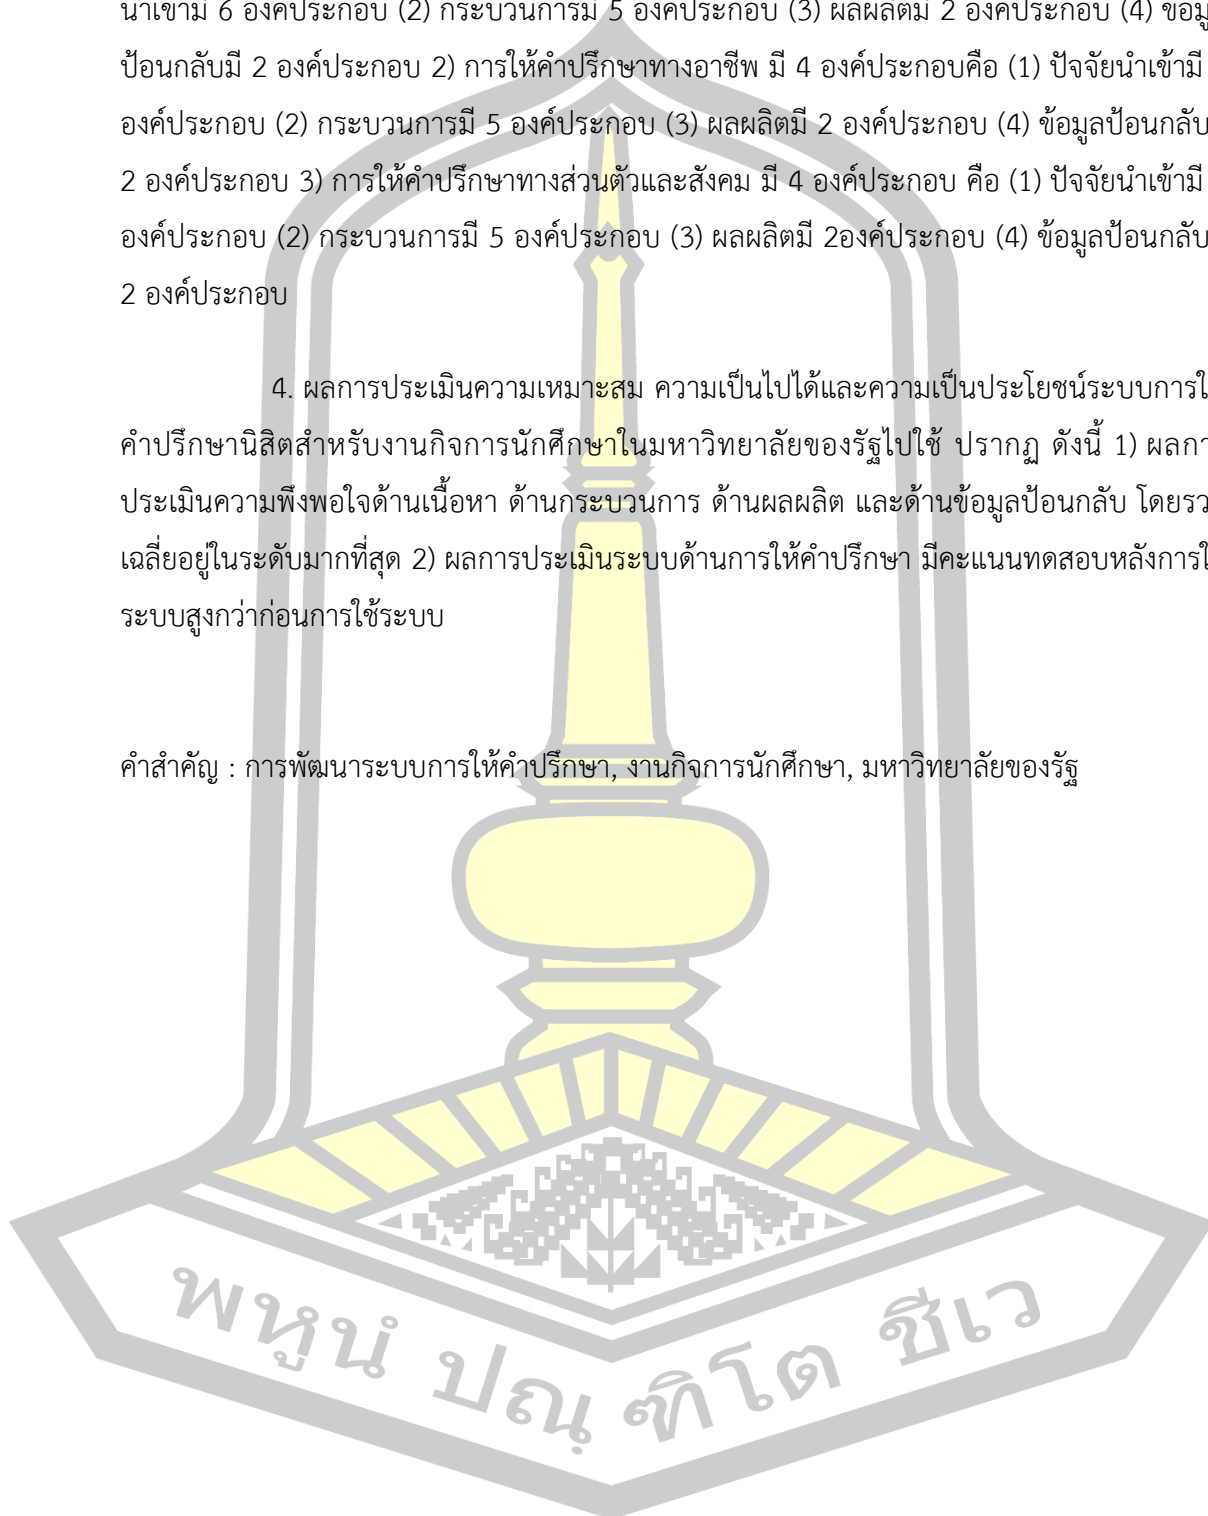 นำเข้ามี 6 องค์ประกอบ (2) กระบวนการมี 5 องค์ประกอบ (3) ผลผลิตมี 2 องค์ประกอบ (4)
ป้อนกลับมี 2 องค์ประกอบ 2) การให้คำปรึกษาทางอาชีพ มี 4 องค์ประกอบคือ (1) ปัจจัยนำเข้ามี
องค์ประกอบ (2) กระบวนการมี 5 องค์ประกอบ (3) ผลผลิตมี 2 องค์ประกอบ (4) ข้อมูลป้อนกลับ
2 องค์ประกอบ 3) การให้คำปรึกษาทางส่วนตัวและสังคม มี 4 องค์ประกอบ คือ (1) ปัจจัยนำเข้ามี
องค์ประกอบ (2) กระบวนการมี 5 องค์ประกอบ (3) ผลผลิตมี 2องค์ประกอบ (4) ข้อมูลป้อนกลับ
2 องค์ประกอบ
4. ผลการประเมินความเหมาะสม ความเป็นไปได้และความเป็นประโยชน์ระบบการใ
คำปรึกษานิสิตสำหรับงานกิจการนักศึกษาในมหาวิทยาลัยของรัฐไปใช้ ปรากฏ ดังนี้ 1) ผลกา
ประเมินความพึงพอใจด้านเนื้อหา ด้านกระบวนการ ด้านผลผลิต และด้านข้อมูลป้อนกลับ โดยรว
เฉลี่ยอยู่ในระดับมากที่สุด 2) ผลการประเมินระบบด้านการให้คำปรึกษา มีคะแนนทดสอบหลังการใ
ระบบสูงกว่าก่อนการใช้ระบบ
คำสำคัญ : การพัฒนาระบบการให้คำปรึกษา, งานกิจการนักศึกษา, มหาวิทยาลัยของรัฐ
พหูนํ ปณฺฑิโต ชีเว